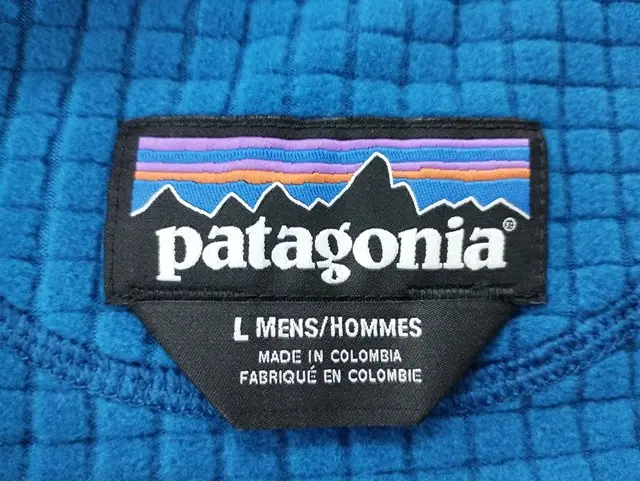 patagonia®
L MENS/HOMMES
MADE IN COLOMBIA
FABRIQUÉ EN COLOMBIE